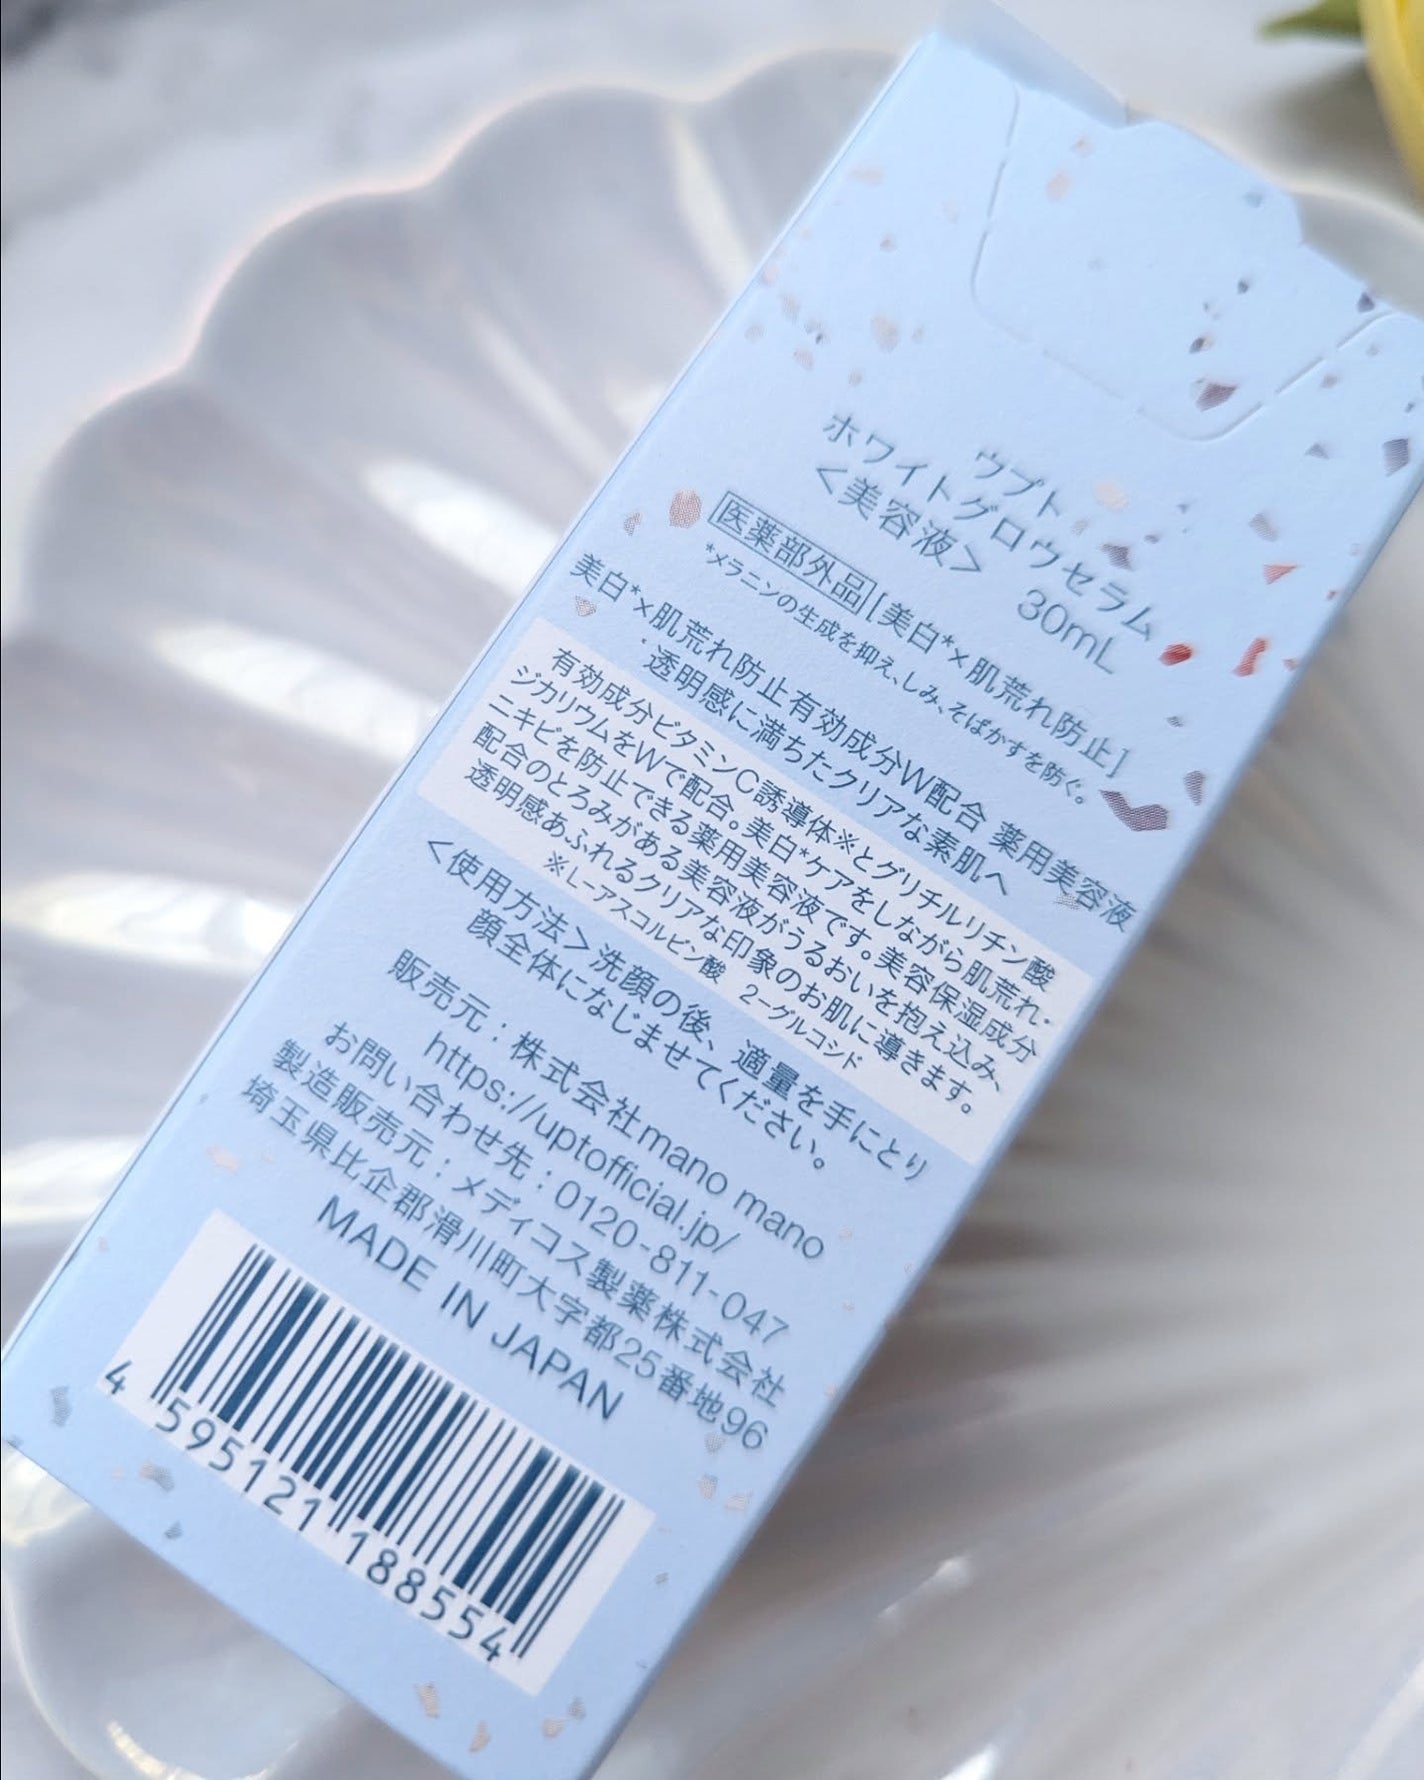 ウプト
ホワイトグロウセラム
<美容液> 30mL
医薬部外品 [美白*×肌荒れ防止]
*メラニンの生成を抑え、しみ、そばかすを防ぐ。
美白*×肌荒れ防止有効成分W配合 薬用美容液
透明感に満ちたクリアな素肌へ
有効成分ビタミンC誘導体※とグリチルリチン酸
ジカリウムをWで配合。美白*ケアをしながら肌荒れ・
ニキビを防止できる薬用美容液です。美容保湿成分
配合のとろみがある美容液がうるおいを抱え込み、
透明感あふれるクリアな印象のお肌に導きます。
※L-アスコルビン酸 2-グルコシド
<使用方法>洗顔の後、適量を手にとり
顔全体になじませてください。
販売元：株式会社mano mano
https://uptofficial.jp/
お問い合わせ先：0120-811-047
製造販売元：メディコス製薬株式会社
埼玉県比企郡滑川町大字都25番地96
MADE IN JAPAN
4 595121 188554